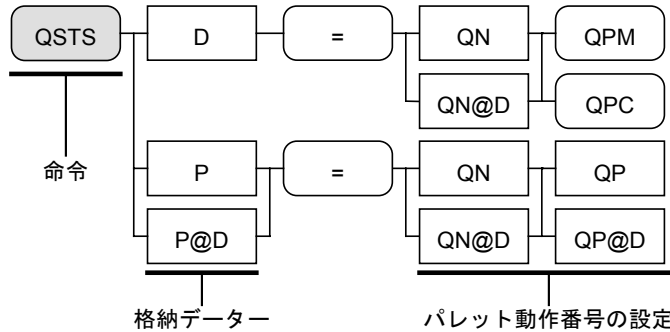 QSTS D = QN QPM
QN@D QPC
命令
P = QN QP
P@D QN@D QP@D
格納データー パレット動作番号の設定